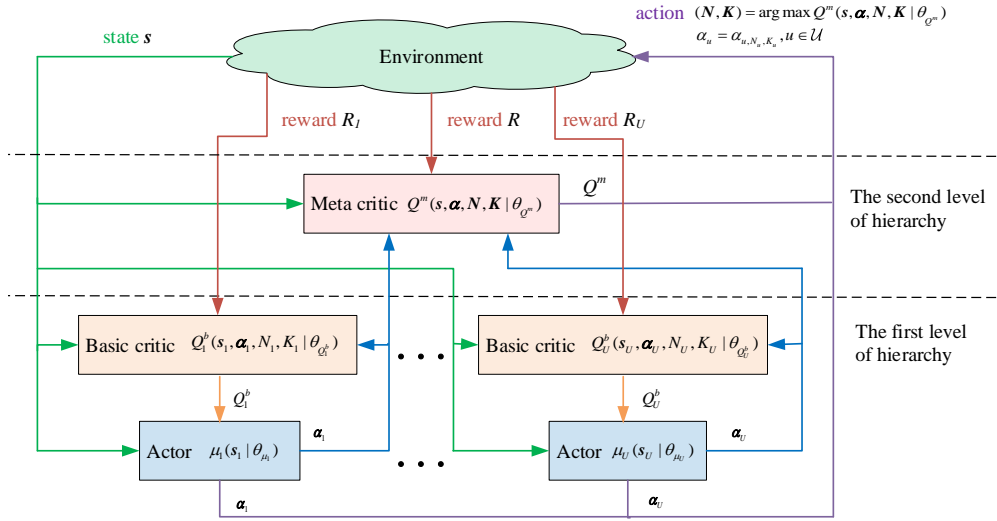 action (N, K) = arg max Q^m(s, α, N, K | θ_{Q^m})
α_u = α_{u,N_u,K_u}, u ∈ 𝒰
state s
Environment
reward R_1
reward R
reward R_U
Q^m
Meta critic Q^m(s, α, N, K | θ_{Q^m})
The second level
of hierarchy
The first level
of hierarchy
Basic critic Q_1^b(s_1, α_1, N_1, K_1 | θ_{Q_1^b})
• • •
Basic critic Q_U^b(s_U, α_U, N_U, K_U | θ_{Q_U^b})
Q_1^b
Q_U^b
Actor μ_1(s_1 | θ_{μ_1})
α_1
• • •
Actor μ_U(s_U | θ_{μ_U})
α_U
α_1
α_U